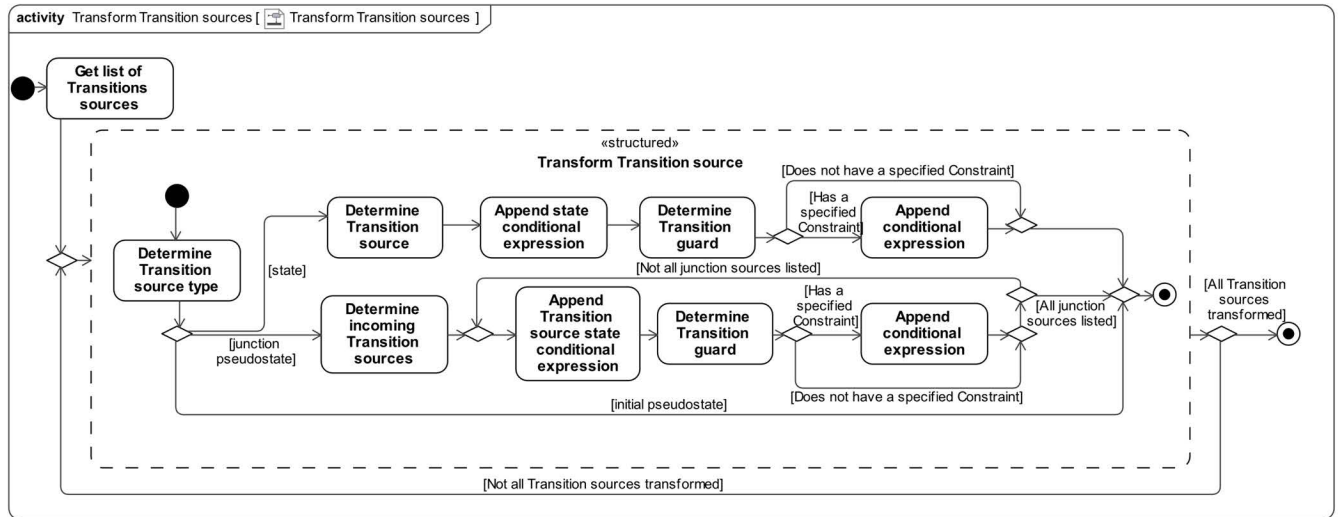 activity Transform Transition sources [ Transform Transition sources ]
Get list of
Transitions
sources
«structured»
Transform Transition source
[Does not have a specified Constraint]
[Has a
specified
Constraint]
Determine
Transition
source
Append state
conditional
expression
Determine
Transition
guard
Append
conditional
expression
Determine
Transition
source type
[state]
[Not all junction sources listed]
[junction
pseudostate]
Determine
incoming
Transition
sources
Append
Transition
source state
conditional
expression
Determine
Transition guard
[Has a
specified
Constraint]
Append
conditional
expression
[All junction
sources listed]
[All Transition
sources
transformed]
[Does not have a specified Constraint]
[initial pseudostate]
[Not all Transition sources transformed]